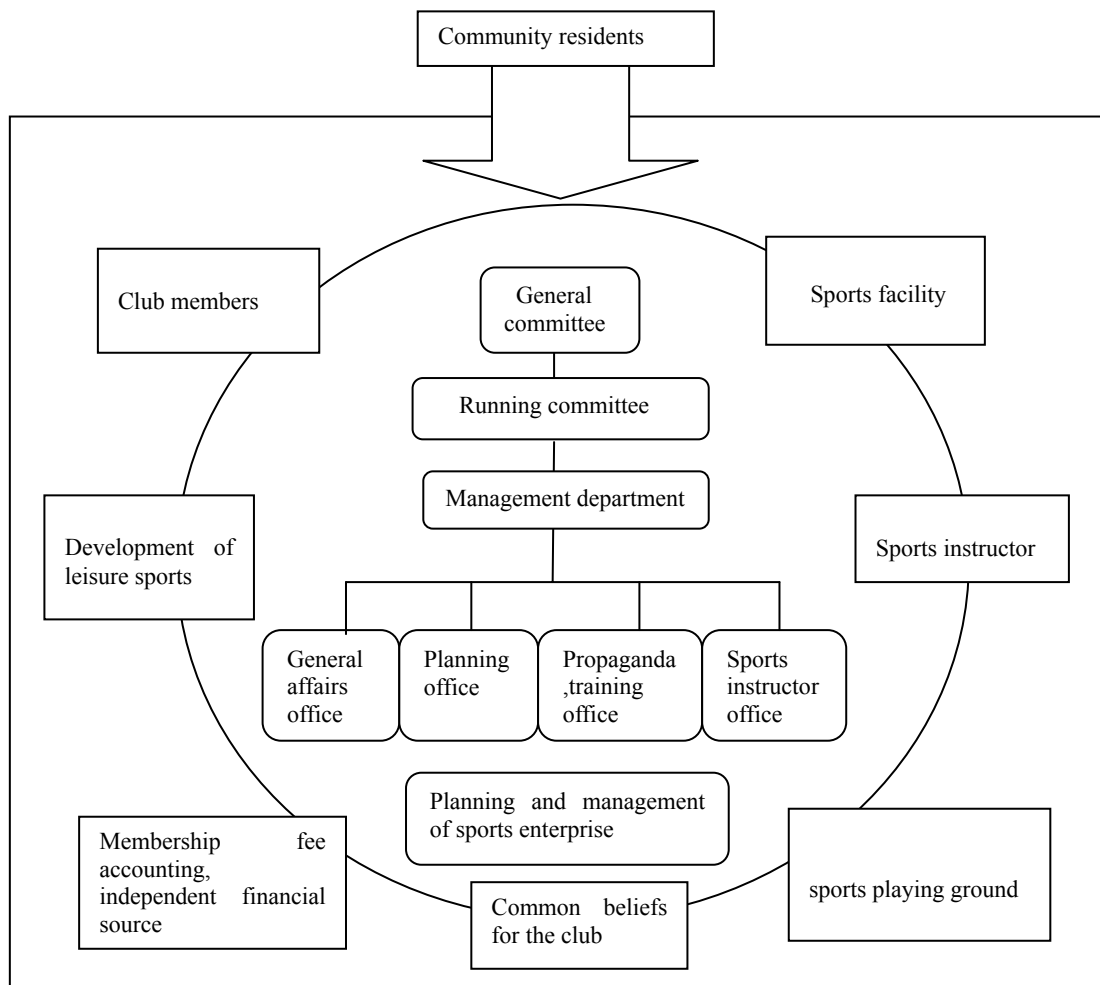 Community residents
Club members
Sports facility
General
committee
Running committee
Management department
Development of
leisure sports
Sports instructor
General
affairs
office
Planning
office
Propaganda
,training
office
Sports
instructor
office
Planning and management
of sports enterprise
Membership fee
accounting,
independent financial
source
sports playing ground
Common beliefs
for the club